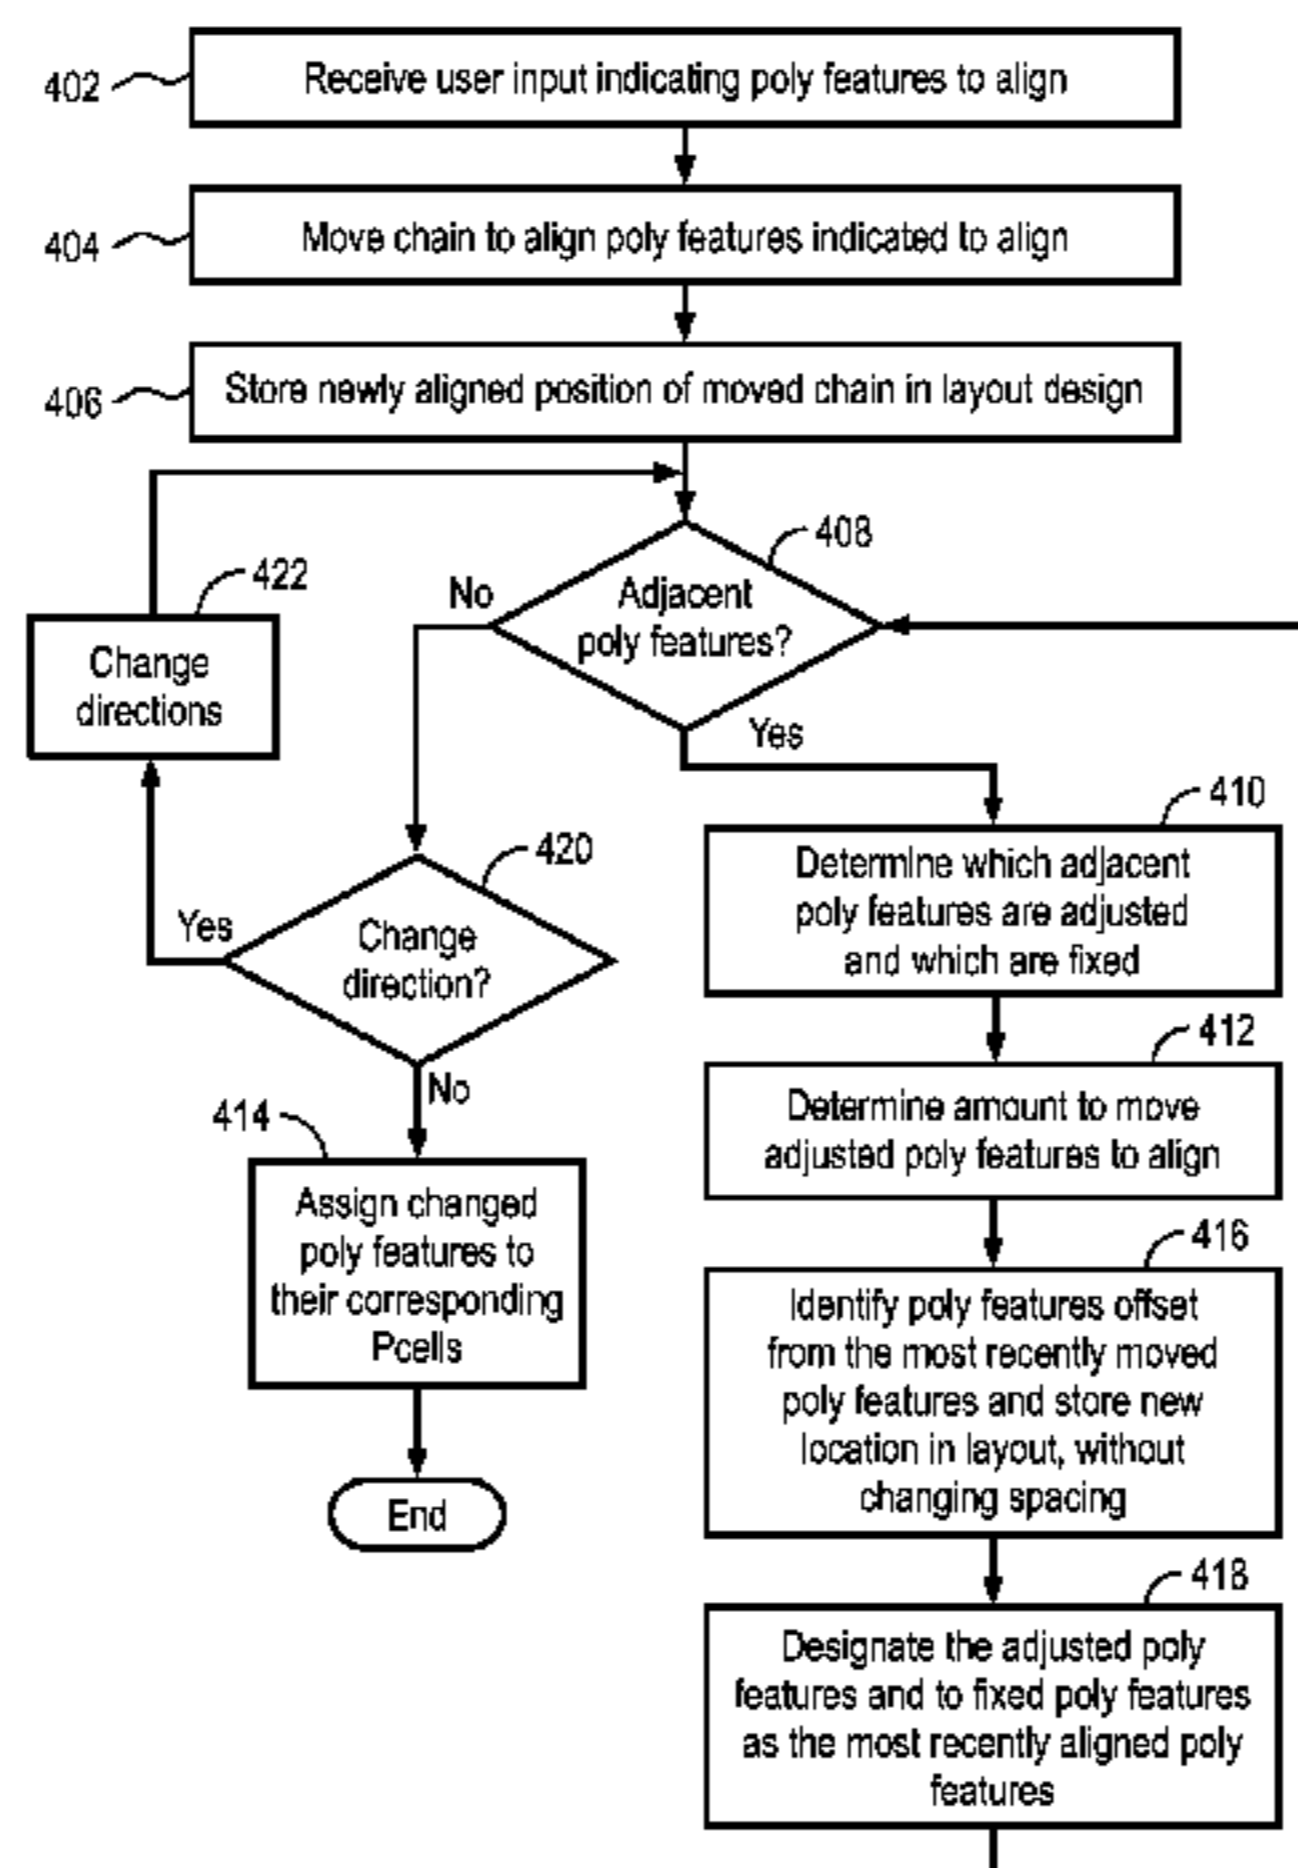 402
Receive user input indicating poly features to align
404
Move chain to align poly features indicated to align
406
Store newly aligned position of moved chain in layout design
408
Adjacent
poly features?
No
Yes
422
Change
directions
420
Change
direction?
Yes
No
414
Assign changed
poly features to
their corresponding
Pcells
End
410
Determine which adjacent
poly features are adjusted
and which are fixed
412
Determine amount to move
adjusted poly features to align
416
Identify poly features offset
from the most recently moved
poly features and store new
location in layout, without
changing spacing
418
Designate the adjusted poly
features and to fixed poly features
as the most recently aligned poly
features